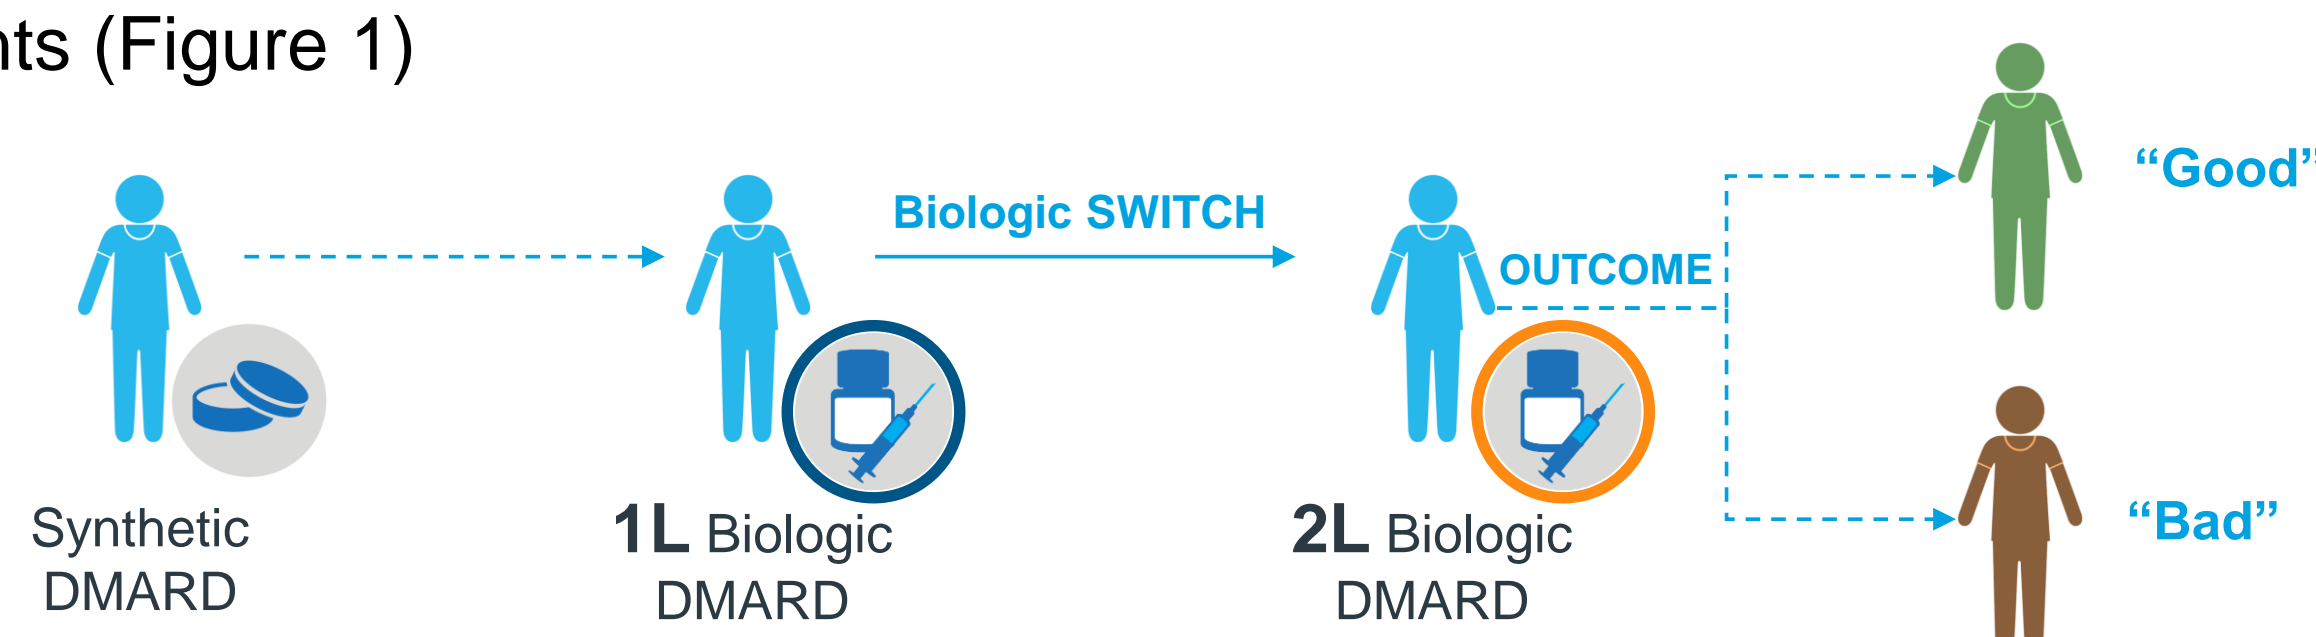 nts (Figure 1)
“Good”
Biologic SWITCH
OUTCOME
Synthetic
DMARD
1L Biologic
DMARD
2L Biologic
DMARD
“Bad”